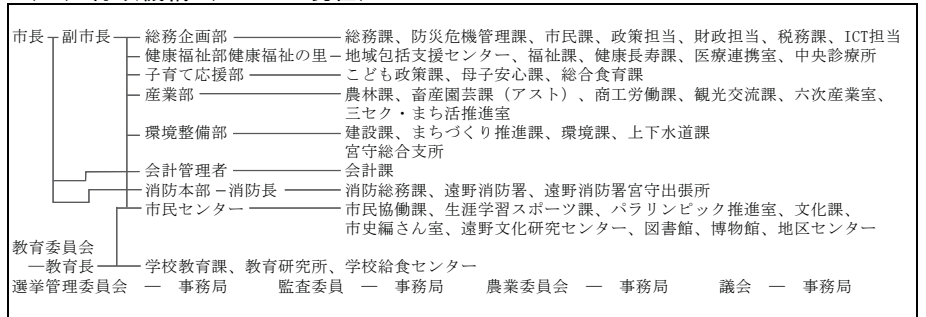 市長 副市長 総務企画部 総務課、防災危機管理課、市民課、政策担当、財政担当、税務課、ICT担当
健康福祉部健康福祉の里 地域包括支援センター、福祉課、健康長寿課、医療連携室、中央診療所
子育て応援部 こども政策課、母子安心課、総合食育課
産業部 農林課、畜産園芸課（アスト）、商工労働課、観光交流課、六次産業室、
三セク・まち活推進室
環境整備部 建設課、まちづくり推進課、環境課、上下水道課
宮守総合支所
会計管理者 会計課
消防本部－消防長 消防総務課、遠野消防署、遠野消防署宮守出張所
市民センター 市民協働課、生涯学習スポーツ課、パラリンピック推進室、文化課、
市史編さん室、遠野文化研究センター、図書館、博物館、地区センター
教育委員会
―教育長 学校教育課、教育研究所、学校給食センター
選挙管理委員会 ― 事務局 監査委員 ― 事務局 農業委員会 ― 事務局 議会 ― 事務局